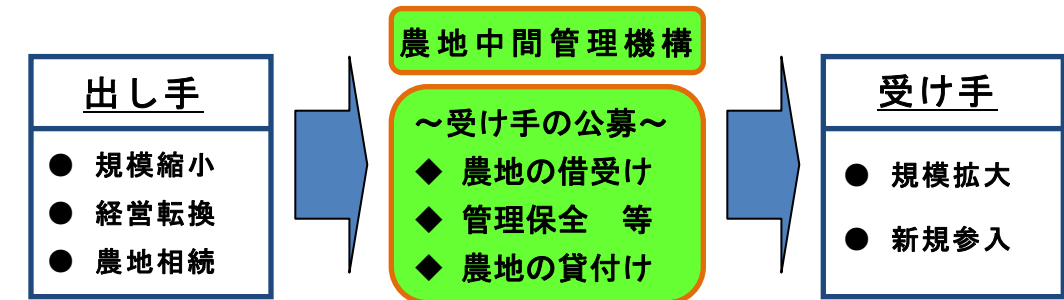 出し手
● 規模縮小
● 経営転換
● 農地相続
農地中間管理機構
～受け手の公募～
◆ 農地の借受け
◆ 管理保全　等
◆ 農地の貸付け
受け手
● 規模拡大
● 新規参入